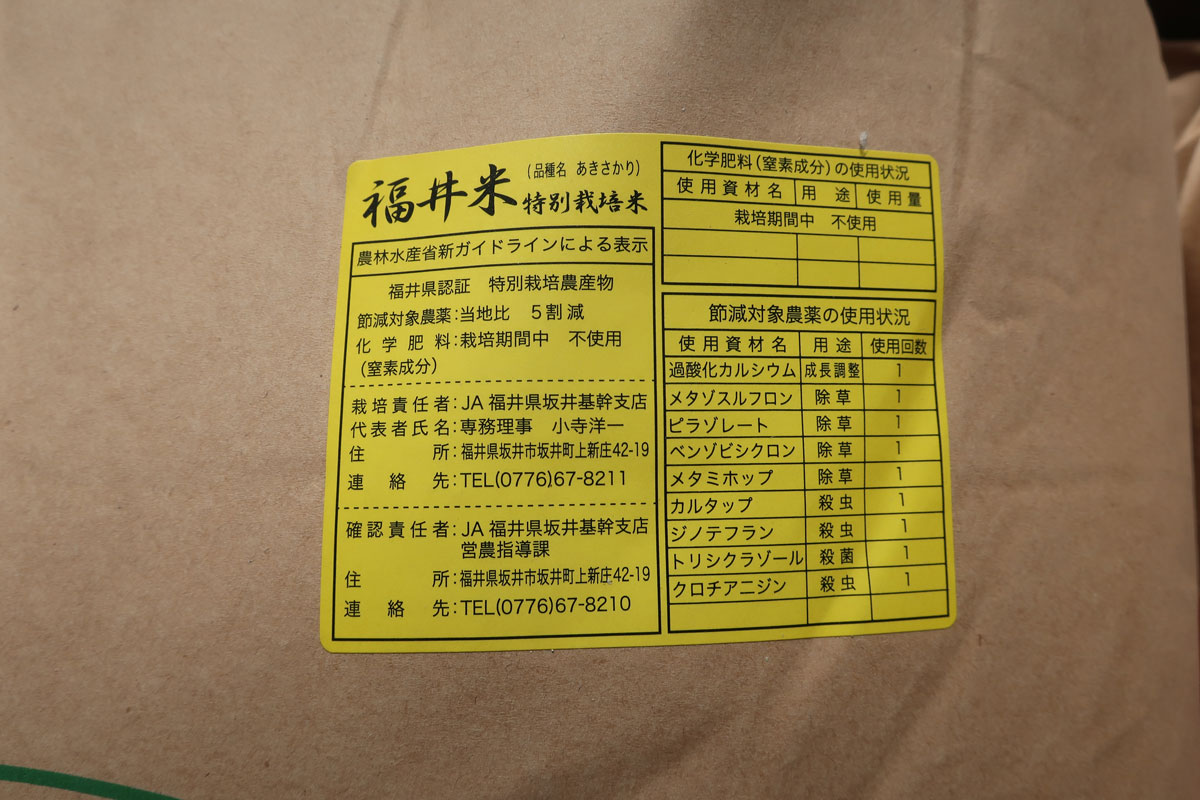 福井米
(品種名 あきさかり)
特別栽培米
農林水産省新ガイドラインによる表示
福井県認証 特別栽培農産物
節減対象農薬:当地比 5割減
化学肥料:栽培期間中 不使用
(窒素成分)
栽培責任者:JA 福井県坂井基幹支店
代表者氏名:専務理事 小寺洋一
住所:福井県坂井市坂井町上新庄42-19
連絡先:TEL(0776)67-8211
確認責任者:JA 福井県坂井基幹支店
営農指導課
住所:福井県坂井市坂井町上新庄42-19
連絡先:TEL(0776)67-8210
化学肥料(窒素成分)の使用状況
使用資材名 用途 使用量
栽培期間中 不使用
節減対象農薬の使用状況
使用資材名 用途 使用回数
過酸化カルシウム 成長調整 1
メタゾスルフロン 除草 1
ピラゾレート 除草 1
ベンゾビシクロン 除草 1
メタミホップ 除草 1
カルタップ 殺虫 1
ジノテフラン 殺虫 1
トリシクラゾール 殺菌 1
クロチアニジン 殺虫 1